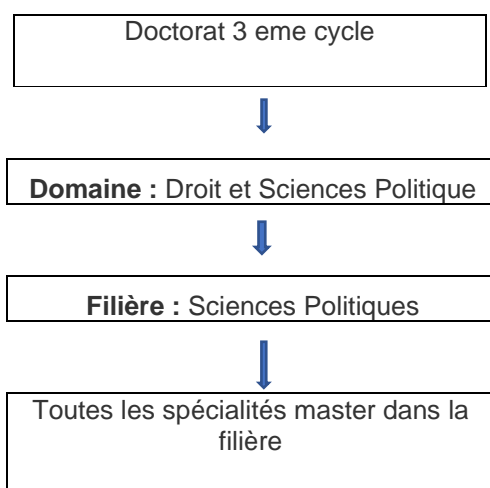 Doctorat 3 eme cycle
Domaine : Droit et Sciences Politique
Filière : Sciences Politiques
Toutes les spécialités master dans la
filière